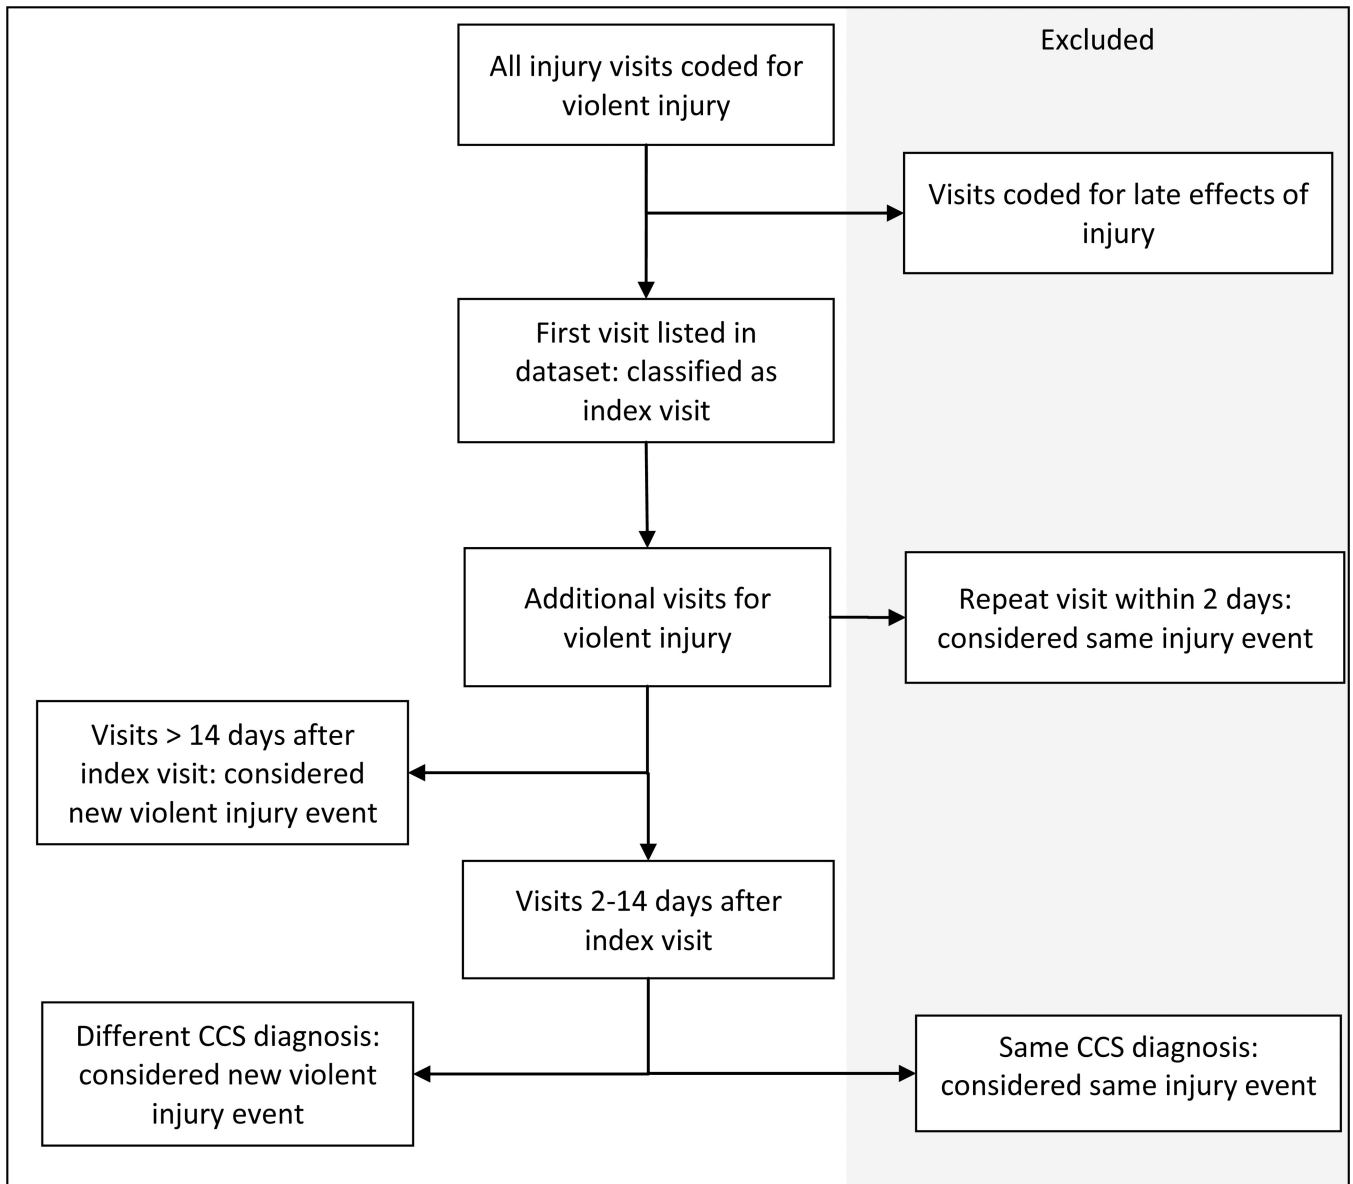 All injury visits coded for
violent injury
Excluded
Visits coded for late effects of
injury
First visit listed in
dataset: classified as
index visit
Additional visits for
violent injury
Repeat visit within 2 days:
considered same injury event
Visits > 14 days after
index visit: considered
new violent injury event
Visits 2-14 days after
index visit
Different CCS diagnosis:
considered new violent
injury event
Same CCS diagnosis:
considered same injury event